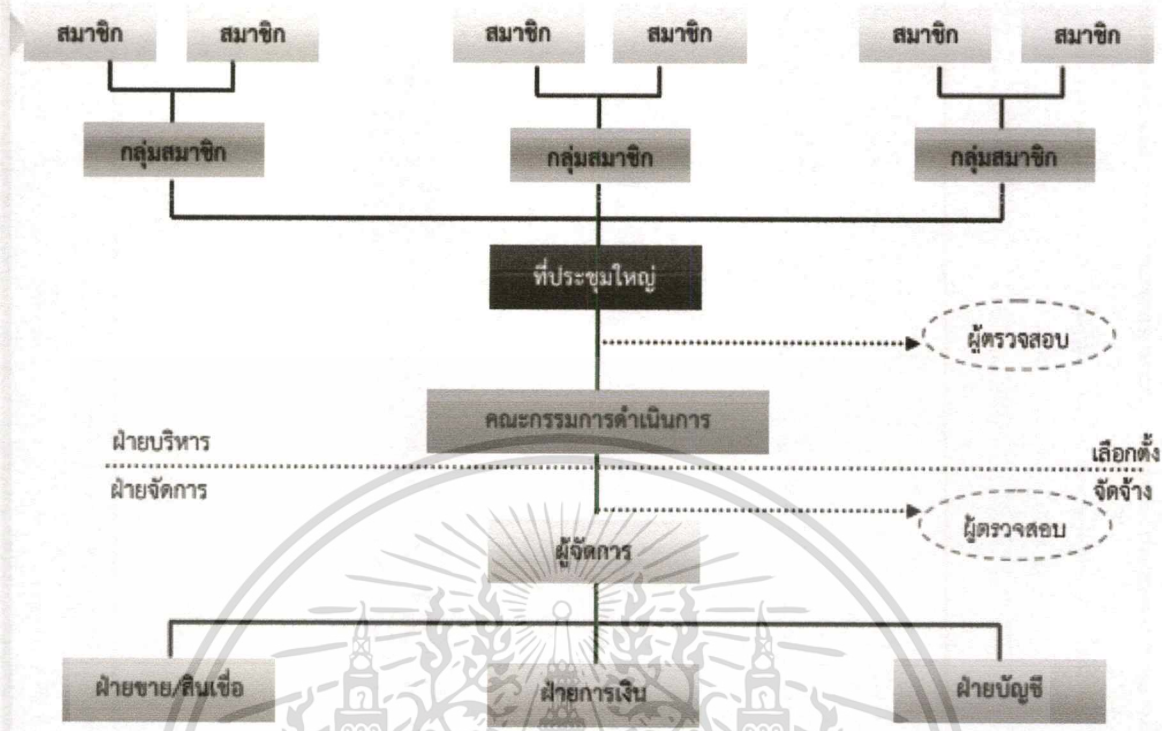 สมาชิก สมาชิก สมาชิก สมาชิก สมาชิก สมาชิก
กลุ่มสมาชิก กลุ่มสมาชิก กลุ่มสมาชิก
ที่ประชุมใหญ่
ผู้ตรวจสอบ
คณะกรรมการดำเนินการ
ฝ่ายบริหาร เลือกตั้ง
ฝ่ายจัดการ จัดจ้าง
ผู้ตรวจสอบ
ผู้จัดการ
ฝ่ายขาย/สินเชื่อ ฝ่ายการเงิน ฝ่ายบัญชี